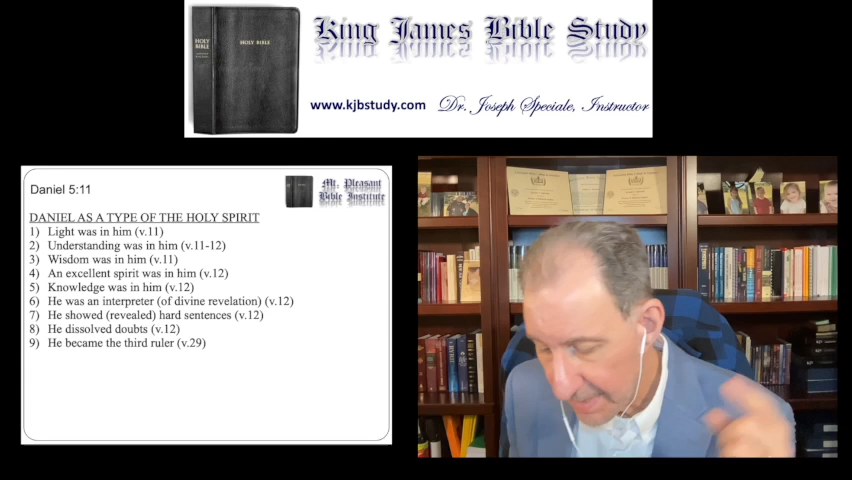 HOLY
BIBLE
HOLY BIBLE
King James Bible Study
www.kjbstudy.com Dr. Joseph Speciale, Instructor
Daniel 5:11
Mt. Pleasant
Bible Institute
DANIEL AS A TYPE OF THE HOLY SPIRIT
1) Light was in him (v.11)
2) Understanding was in him (v.11-12)
3) Wisdom was in him (v.11)
4) An excellent spirit was in him (v.12)
5) Knowledge was in him (v.12)
6) He was an interpreter (of divine revelation) (v.12)
7) He showed (revealed) hard sentences (v.12)
8) He dissolved doubts (v.12)
9) He became the third ruler (v.29)